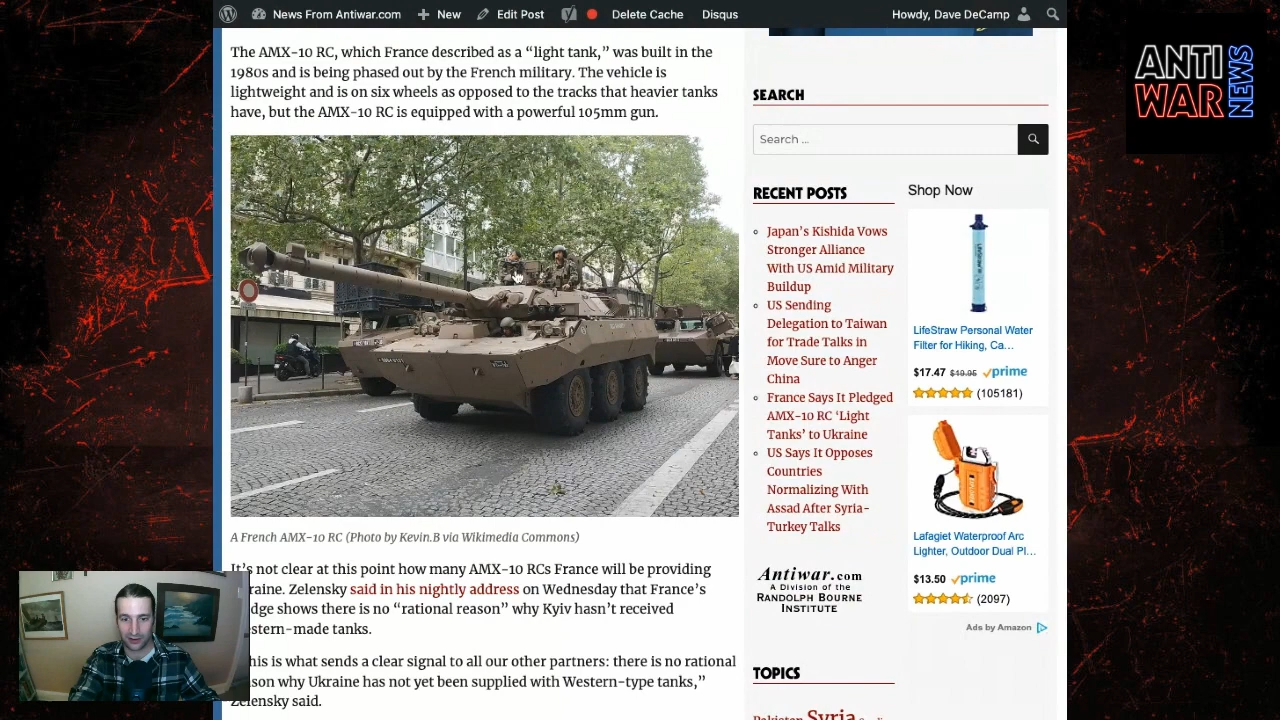 News From Antiwar.com
New
Edit Post
Delete Cache
Disqus
Howdy, Dave DeCamp
ANTI
WAR
NEWS
The AMX-10 RC, which France described as a “light tank,” was built in the
1980s and is being phased out by the French military. The vehicle is
lightweight and is on six wheels as opposed to the tracks that heavier tanks
have, but the AMX-10 RC is equipped with a powerful 105mm gun.
A French AMX-10 RC (Photo by Kevin.B via Wikimedia Commons)
It’s not clear at this point how many AMX-10 RCs France will be providing
Zelensky said in his nightly address on Wednesday that France’s
shows there is no “rational reason” why Kyiv hasn’t received
tanks.
is what sends a clear signal to all our other partners: there is no rational
why Ukraine has not yet been supplied with Western-type tanks,”
Zelensky said.
SEARCH
Search …
RECENT POSTS
Japan’s Kishida Vows
Stronger Alliance
With US Amid Military
Buildup
US Sending
Delegation to Taiwan
for Trade Talks in
Move Sure to Anger
China
France Says It Pledged
AMX-10 RC ‘Light
Tanks’ to Ukraine
US Says It Opposes
Countries
Normalizing With
Assad After Syria-
Turkey Talks
Antiwar.com
A Division of the
RANDOLPH BOURNE
INSTITUTE
Shop Now
LifeStraw Personal Water
Filter for Hiking, Ca…
$17.47 $19.95 prime
(105181)
Lafagiet Waterproof Arc
Lighter, Outdoor Dual Pl…
$13.50 prime
(2097)
Ads by Amazon
TOPICS
Pakistan Syria